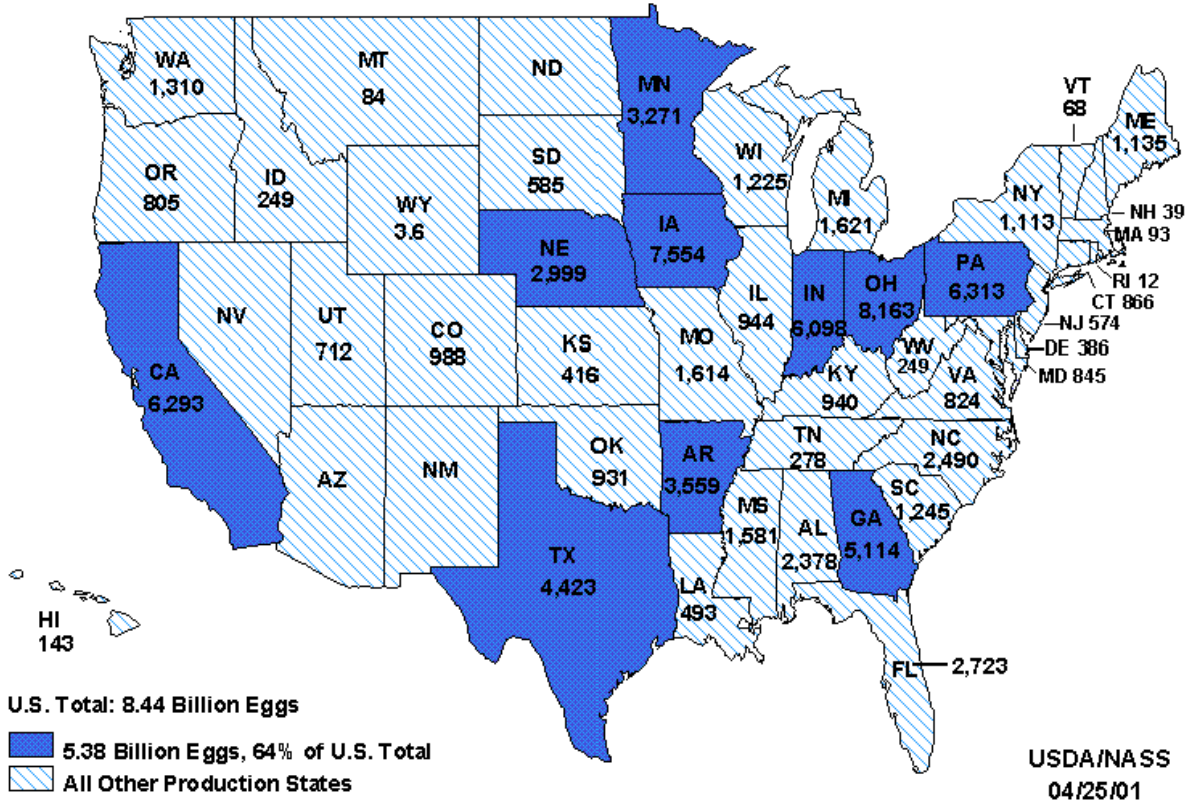 WA
1,310
MT
84
ND
MN
3,271
VT
68
ME
1,135
OR
805
ID
249
WY
3.6
SD
585
WI
1,225
MI
1,621
NY
1,113
NH 39
MA 93
RI 12
CT 866
NJ 574
DE 386
MD 845
NE
2,999
IA
7,554
IL
944
IN
6,098
OH
8,163
PA
6,313
NV
UT
712
CO
988
KS
416
MO
1,614
KY
940
WV
249
VA
824
CA
6,293
AZ
NM
OK
931
AR
3,559
TN
278
NC
2,490
SC
1,245
MS
1,581
AL
2,378
GA
5,114
TX
4,423
LA
493
FL 2,723
HI
143
U.S. Total: 8.44 Billion Eggs
5.38 Billion Eggs, 64% of U.S. Total
All Other Production States
USDA/NASS
04/25/01